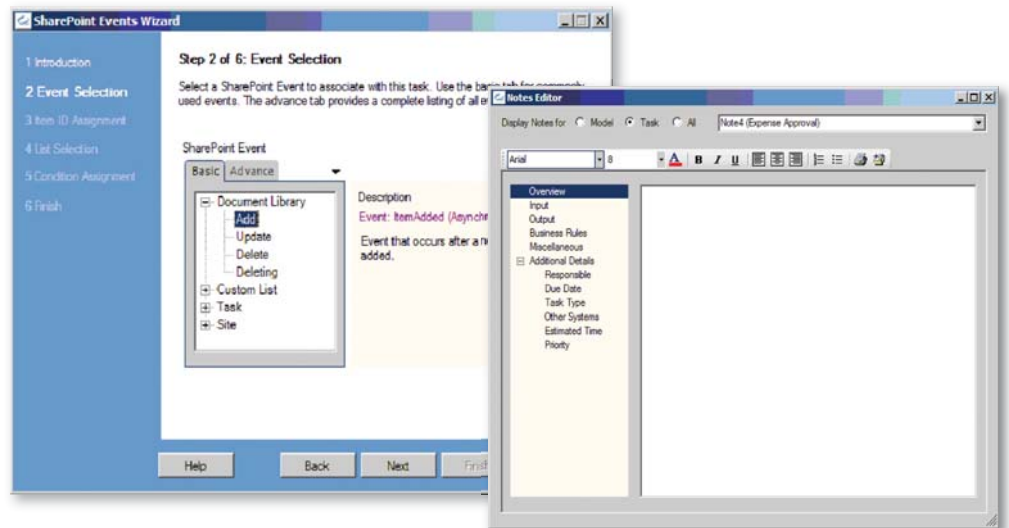 SharePoint Events Wizard
1 Introduction
2 Event Selection
3 Item ID Assignment
4 List Selection
5 Condition Assignment
6 Finish
Step 2 of 6: Event Selection
Select a SharePoint Event to associate with this task. Use the basic tab for commonly
used events. The advance tab provides a complete listing of all
SharePoint Event
Basic Advance
Document Library
Add
Update
Delete
Deleting
Custom List
Task
Site
Description
Event: ItemAdded
Event that occurs after a
added.
Help Back Next
Notes Editor
Display Notes for Model Task All Note4 (Expense Approval)
Arial 8 A B I U
Overview
Input
Output
Business Rules
Miscellaneous
Additional Details
Responsible
Due Date
Task Type
Other Systems
Estimated Time
Priority